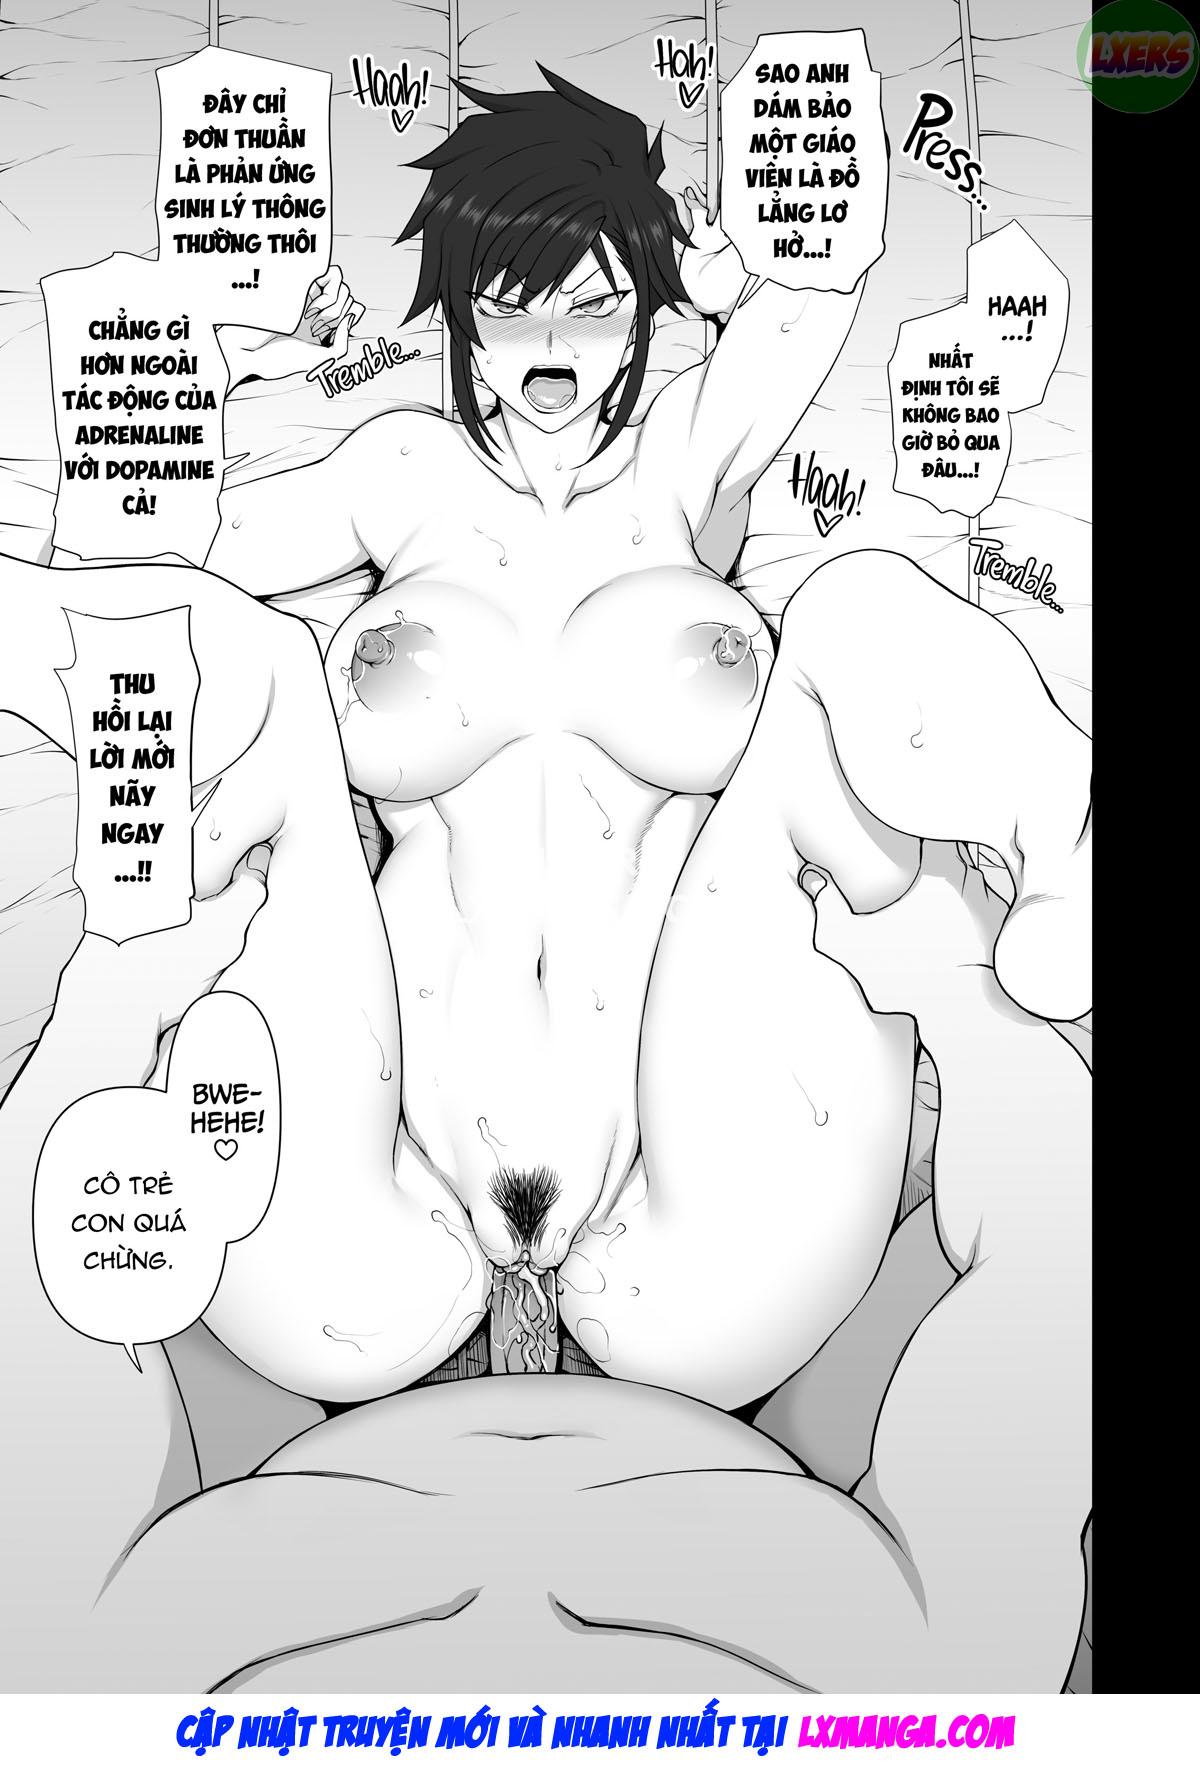 LXERS
SAO ANH
DÁM BẢO
MỘT GIÁO
VIÊN LÀ ĐỒ
LẲNG LƠ
HỞ...!
Press...
HAAH
...!
NHẤT
ĐỊNH TÔI SẼ
KHÔNG BAO
GIỜ BỎ QUA
ĐÂU...!
Hah!
Haah!
ĐÂY CHỈ
ĐƠN THUẦN
LÀ PHẢN ỨNG
SINH LÝ THÔNG
THƯỜNG THÔI
...!
CHẲNG GÌ
HƠN NGOÀI
TÁC ĐỘNG CỦA
ADRENALINE
VỚI DOPAMINE
CẢ!
Tremble...
Haah!
Tremble...
THU
HỒI LẠI
LỜI MỚI
NÃY
NGAY
...!!
BWE-
HEHE!
CÔ TRẺ
CON QUÁ
CHỪNG.
CẬP NHẬT TRUYỆN MỚI VÀ NHANH NHẤT TẠI LXMANGA.COM